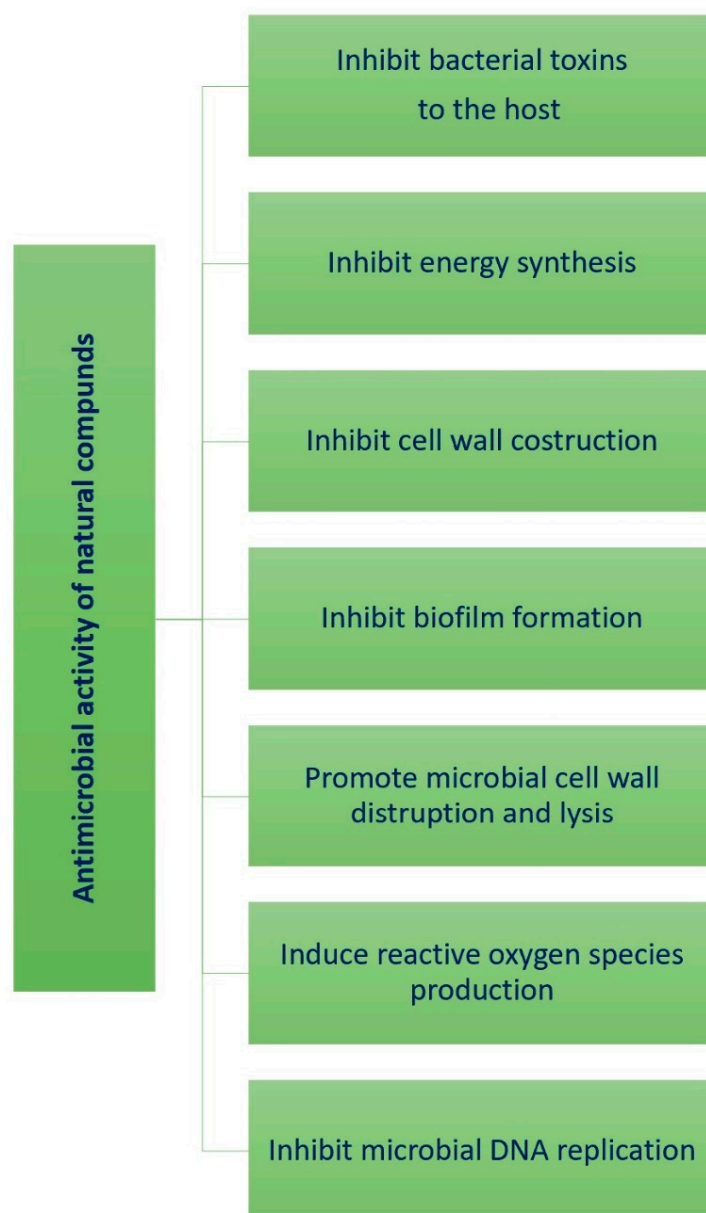 Antimicrobial activity of natural compunds
Inhibit bacterial toxins
to the host
Inhibit energy synthesis
Inhibit cell wall costruction
Inhibit biofilm formation
Promote microbial cell wall
distruption and lysis
Induce reactive oxygen species
production
Inhibit microbial DNA replication